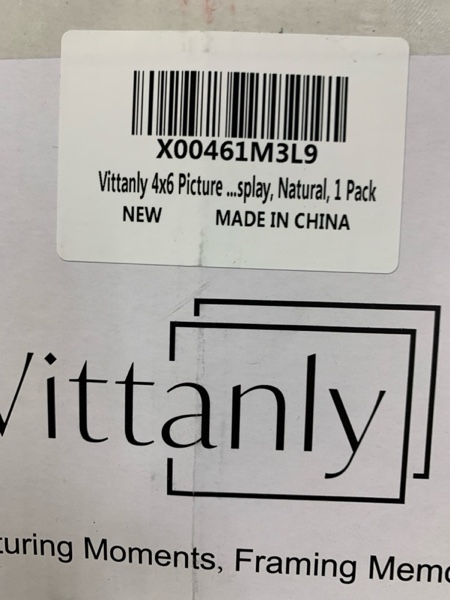 X00461M3L9
Vittanly 4x6 Picture ...splay, Natural, 1 Pack
NEW MADE IN CHINA
Vittanly
turing Moments, Framing Memo